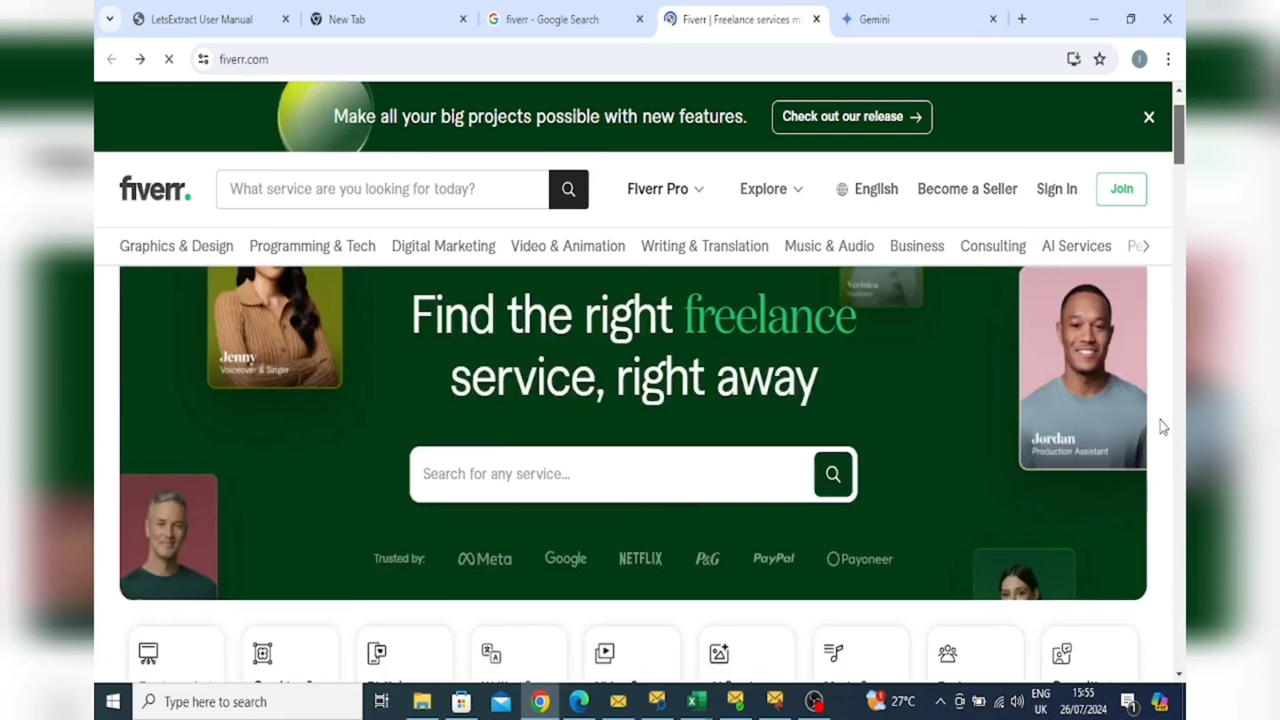 LetsExtract User Manual
New Tab
fiverr - Google Search
Fiverr | Freelance services m
Gemini
fiverr.com
Make all your big projects possible with new features.
Check out our release →
fiverr.
What service are you looking for today?
Fiverr Pro
Explore
English
Become a Seller
Sign In
Join
Graphics & Design
Programming & Tech
Digital Marketing
Video & Animation
Writing & Translation
Music & Audio
Business
Consulting
AI Services
Pe
Find the right freelance
service, right away
Jenny
Voiceover & Singer
Jordan
Production Assistant
Search for any service...
Trusted by:
Meta
Google
NETFLIX
P&G
PayPal
Payoneer
Type here to search
27°C
ENG
UK
15:55
26/07/2024